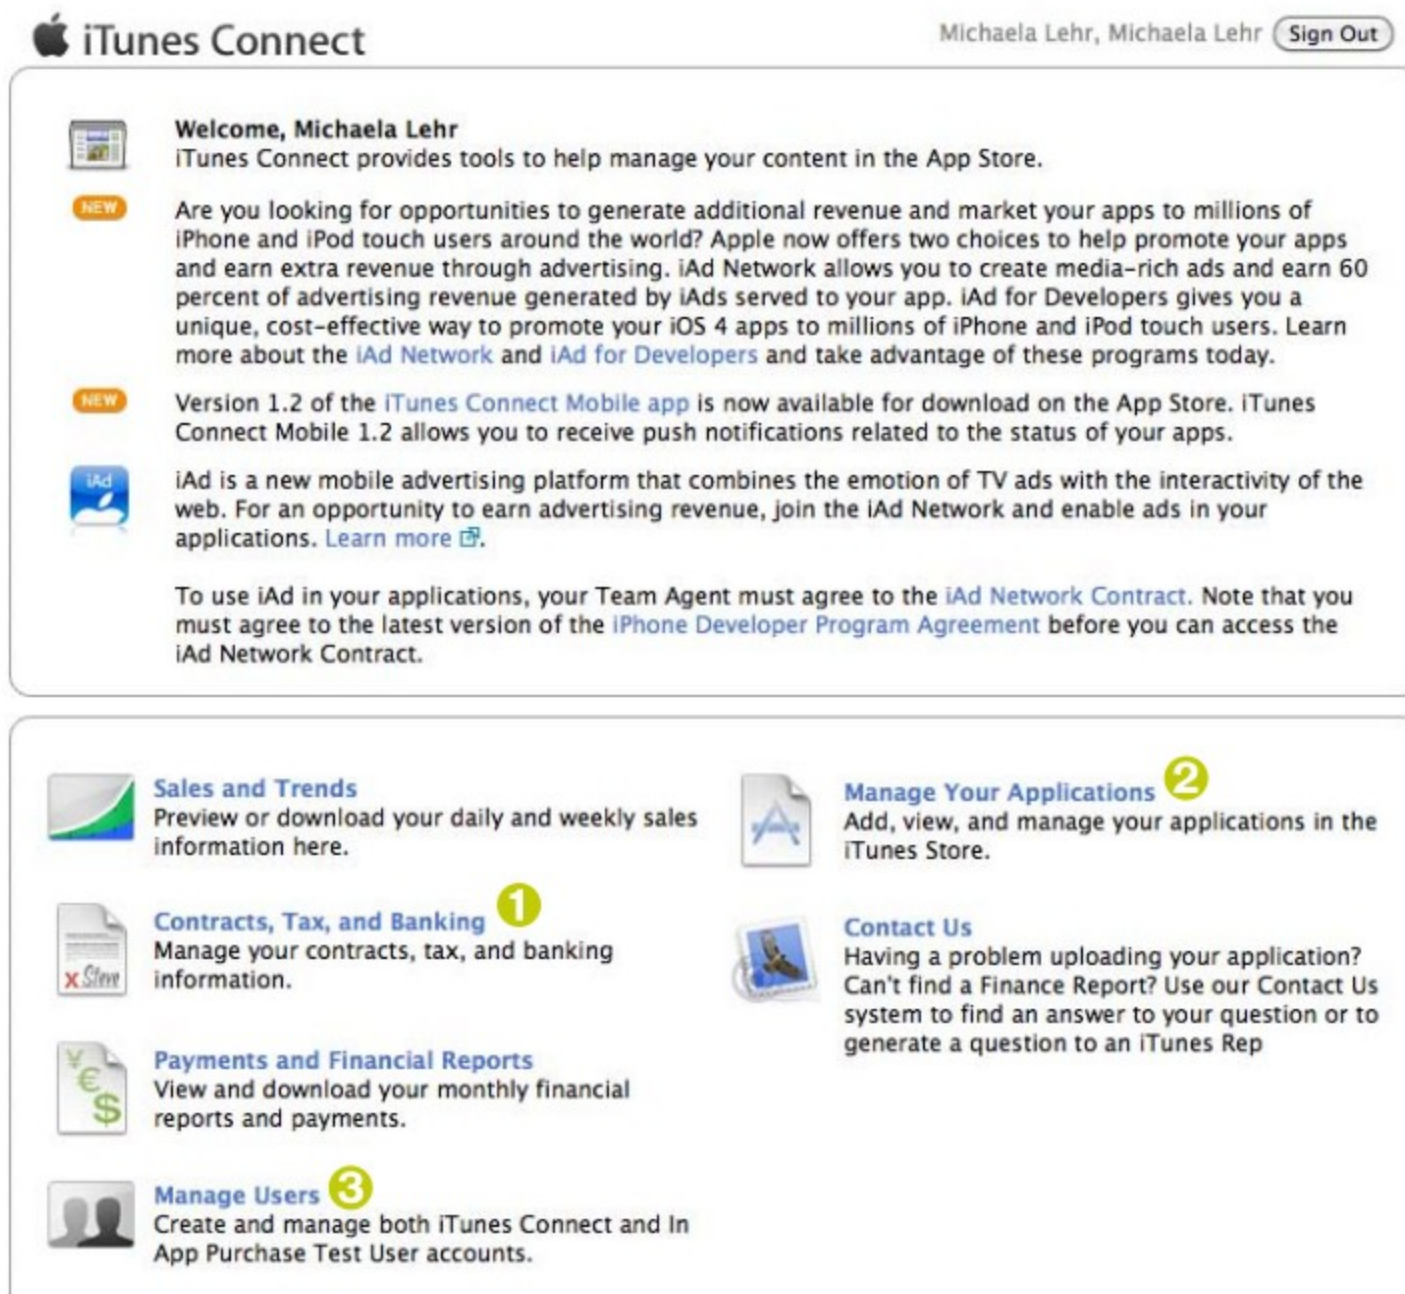 iTunes Connect
Michaela Lehr, Michaela Lehr Sign Out
Welcome, Michaela Lehr
iTunes Connect provides tools to help manage your content in the App Store.
NEW
Are you looking for opportunities to generate additional revenue and market your apps to millions of
iPhone and iPod touch users around the world? Apple now offers two choices to help promote your apps
and earn extra revenue through advertising. iAd Network allows you to create media-rich ads and earn 60
percent of advertising revenue generated by iAds served to your app. iAd for Developers gives you a
unique, cost-effective way to promote your iOS 4 apps to millions of iPhone and iPod touch users. Learn
more about the iAd Network and iAd for Developers and take advantage of these programs today.
NEW
Version 1.2 of the iTunes Connect Mobile app is now available for download on the App Store. iTunes
Connect Mobile 1.2 allows you to receive push notifications related to the status of your apps.
iAd
iAd is a new mobile advertising platform that combines the emotion of TV ads with the interactivity of the
web. For an opportunity to earn advertising revenue, join the iAd Network and enable ads in your
applications. Learn more.
To use iAd in your applications, your Team Agent must agree to the iAd Network Contract. Note that you
must agree to the latest version of the iPhone Developer Program Agreement before you can access the
iAd Network Contract.
Sales and Trends
Preview or download your daily and weekly sales
information here.
Contracts, Tax, and Banking 1
Manage your contracts, tax, and banking
information.
X Steve
Payments and Financial Reports
View and download your monthly financial
reports and payments.
¥
€
$
Manage Users 3
Create and manage both iTunes Connect and In
App Purchase Test User accounts.
Manage Your Applications 2
Add, view, and manage your applications in the
iTunes Store.
Contact Us
Having a problem uploading your application?
Can't find a Finance Report? Use our Contact Us
system to find an answer to your question or to
generate a question to an iTunes Rep